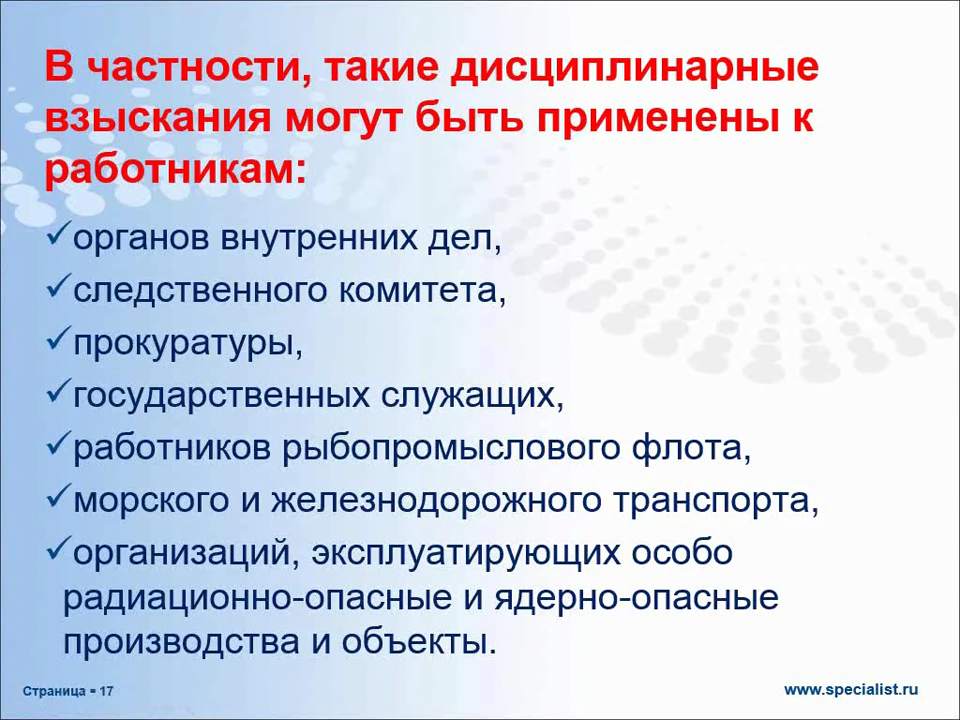 В частности, такие дисциплинарные
взыскания могут быть применены к
работникам:
✓органов внутренних дел,
✓следственного комитета,
✓прокуратуры,
✓государственных служащих,
✓работников рыбопромыслового флота,
✓морского и железнодорожного транспорта,
✓организаций, эксплуатирующих особо
радиационно-опасные и ядерно-опасные
производства и объекты.
Страница ▪ 17
www.specialist.ru